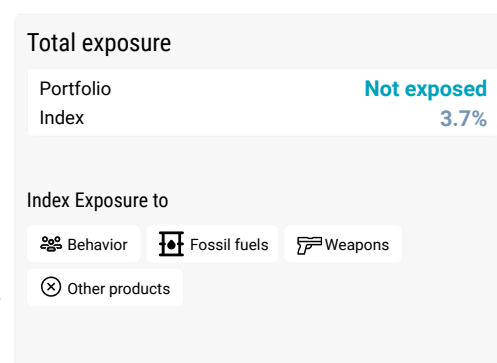 Total exposure
Portfolio Not exposed
Index 3.7%
Index Exposure to
Behavior Fossil fuels Weapons
Other products